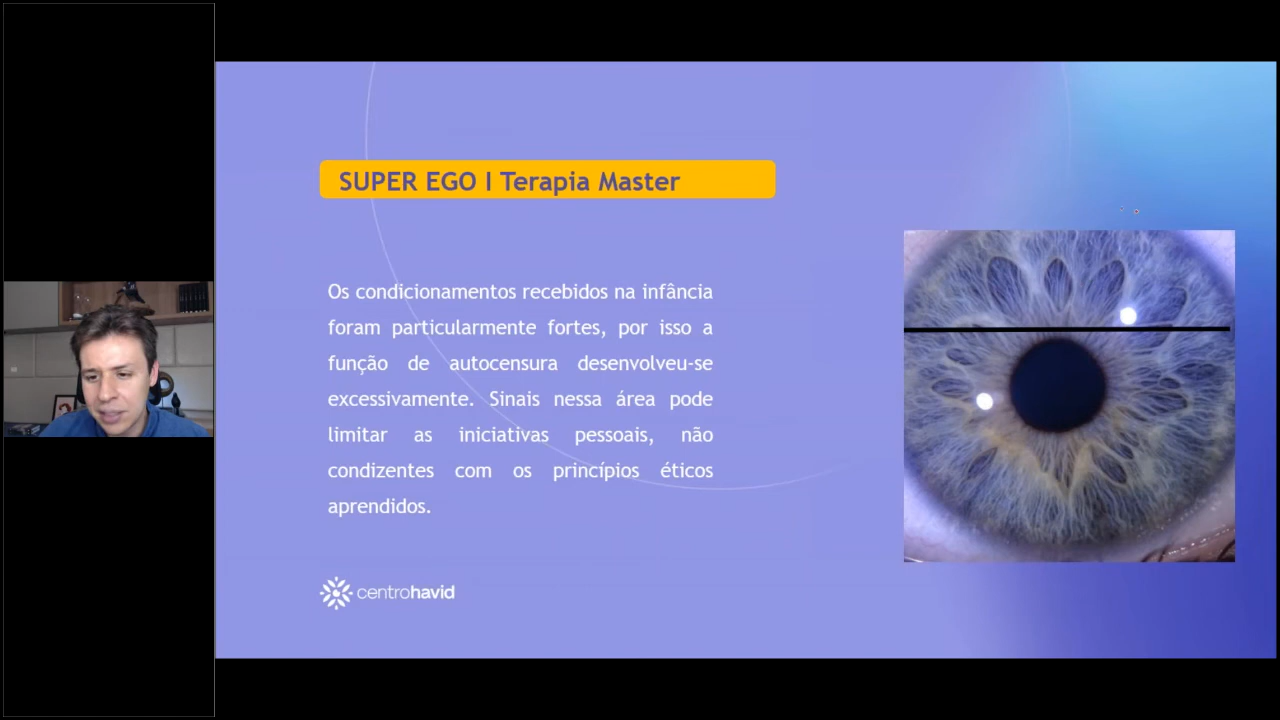 SUPER EGO I Terapia Master
Os condicionamentos recebidos na infância
foram particularmente fortes, por isso a
função de autocensura desenvolveu-se
excessivamente. Sinais nessa área pode
limitar as iniciativas pessoais, não
condizentes com os princípios éticos
aprendidos.
centrohavid